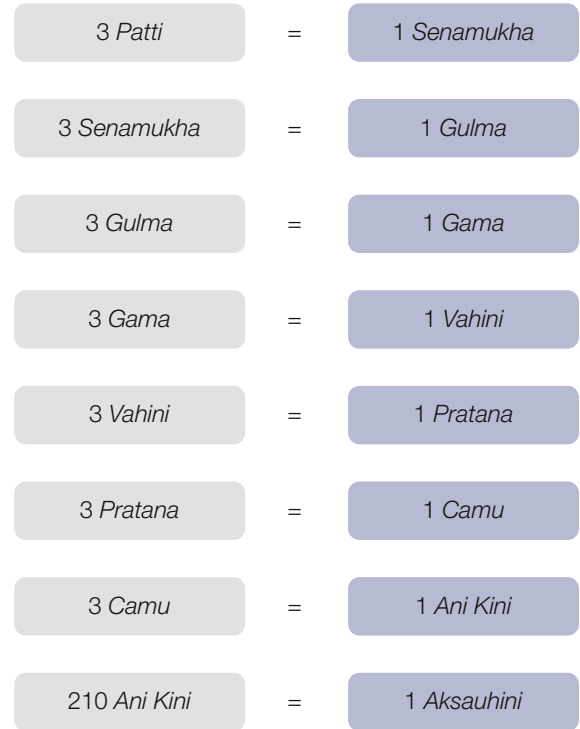 3 Patti = 1 Senamukha
3 Senamukha = 1 Gulma
3 Gulma = 1 Gama
3 Gama = 1 Vahini
3 Vahini = 1 Pratana
3 Pratana = 1 Camu
3 Camu = 1 Ani Kini
210 Ani Kini = 1 Aksauhini